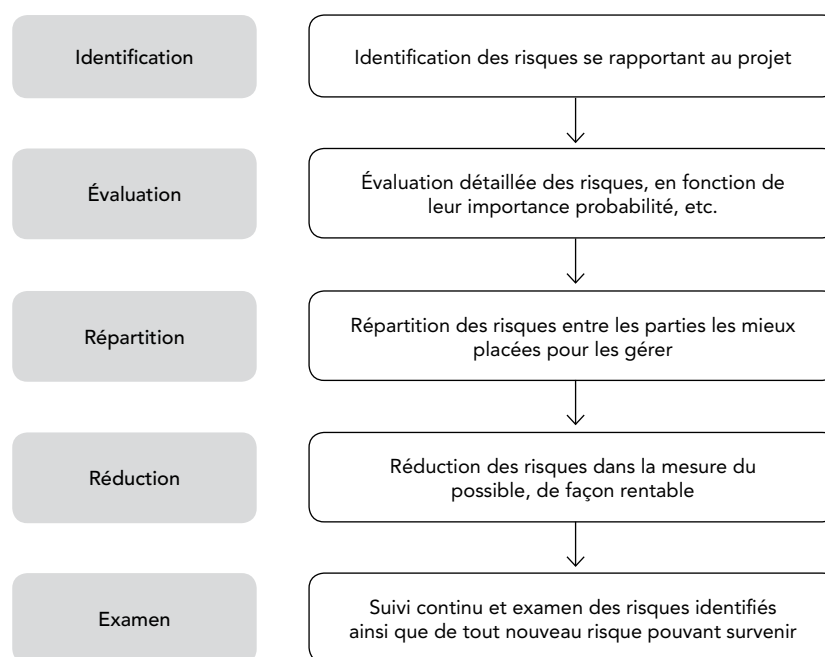 Identification
Identification des risques se rapportant au projet
Évaluation
Évaluation détaillée des risques, en fonction de
leur importance probabilité, etc.
Répartition
Répartition des risques entre les parties les mieux
placées pour les gérer
Réduction
Réduction des risques dans la mesure du
possible, de façon rentable
Examen
Suivi continu et examen des risques identifiés
ainsi que de tout nouveau risque pouvant survenir